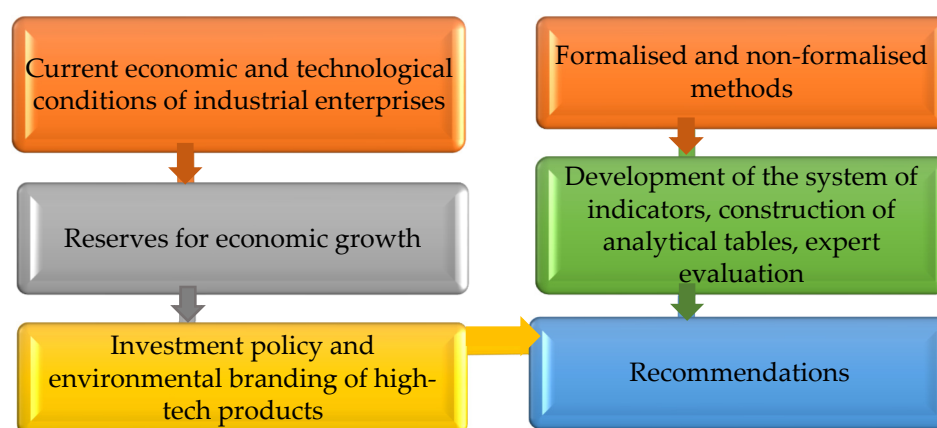 Current economic and technological
conditions of industrial enterprises
Reserves for economic growth
Investment policy and
environmental branding of high-
tech products
Formalised and non-formalised
methods
Development of the system of
indicators, construction of
analytical tables, expert
evaluation
Recommendations